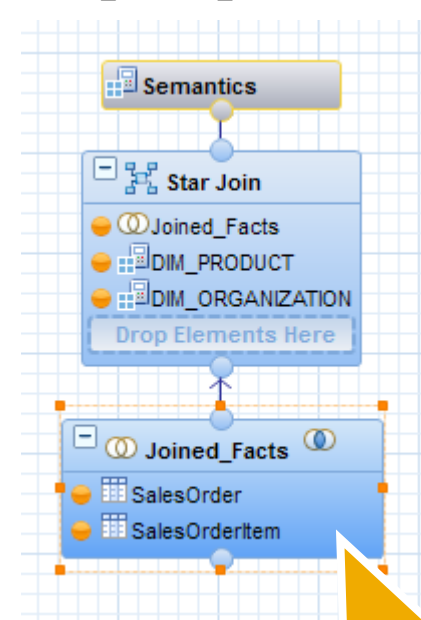 Semantics
Star Join
Joined_Facts
DIM_PRODUCT
DIM_ORGANIZATION
Drop Elements Here
Joined_Facts
SalesOrder
SalesOrderItem